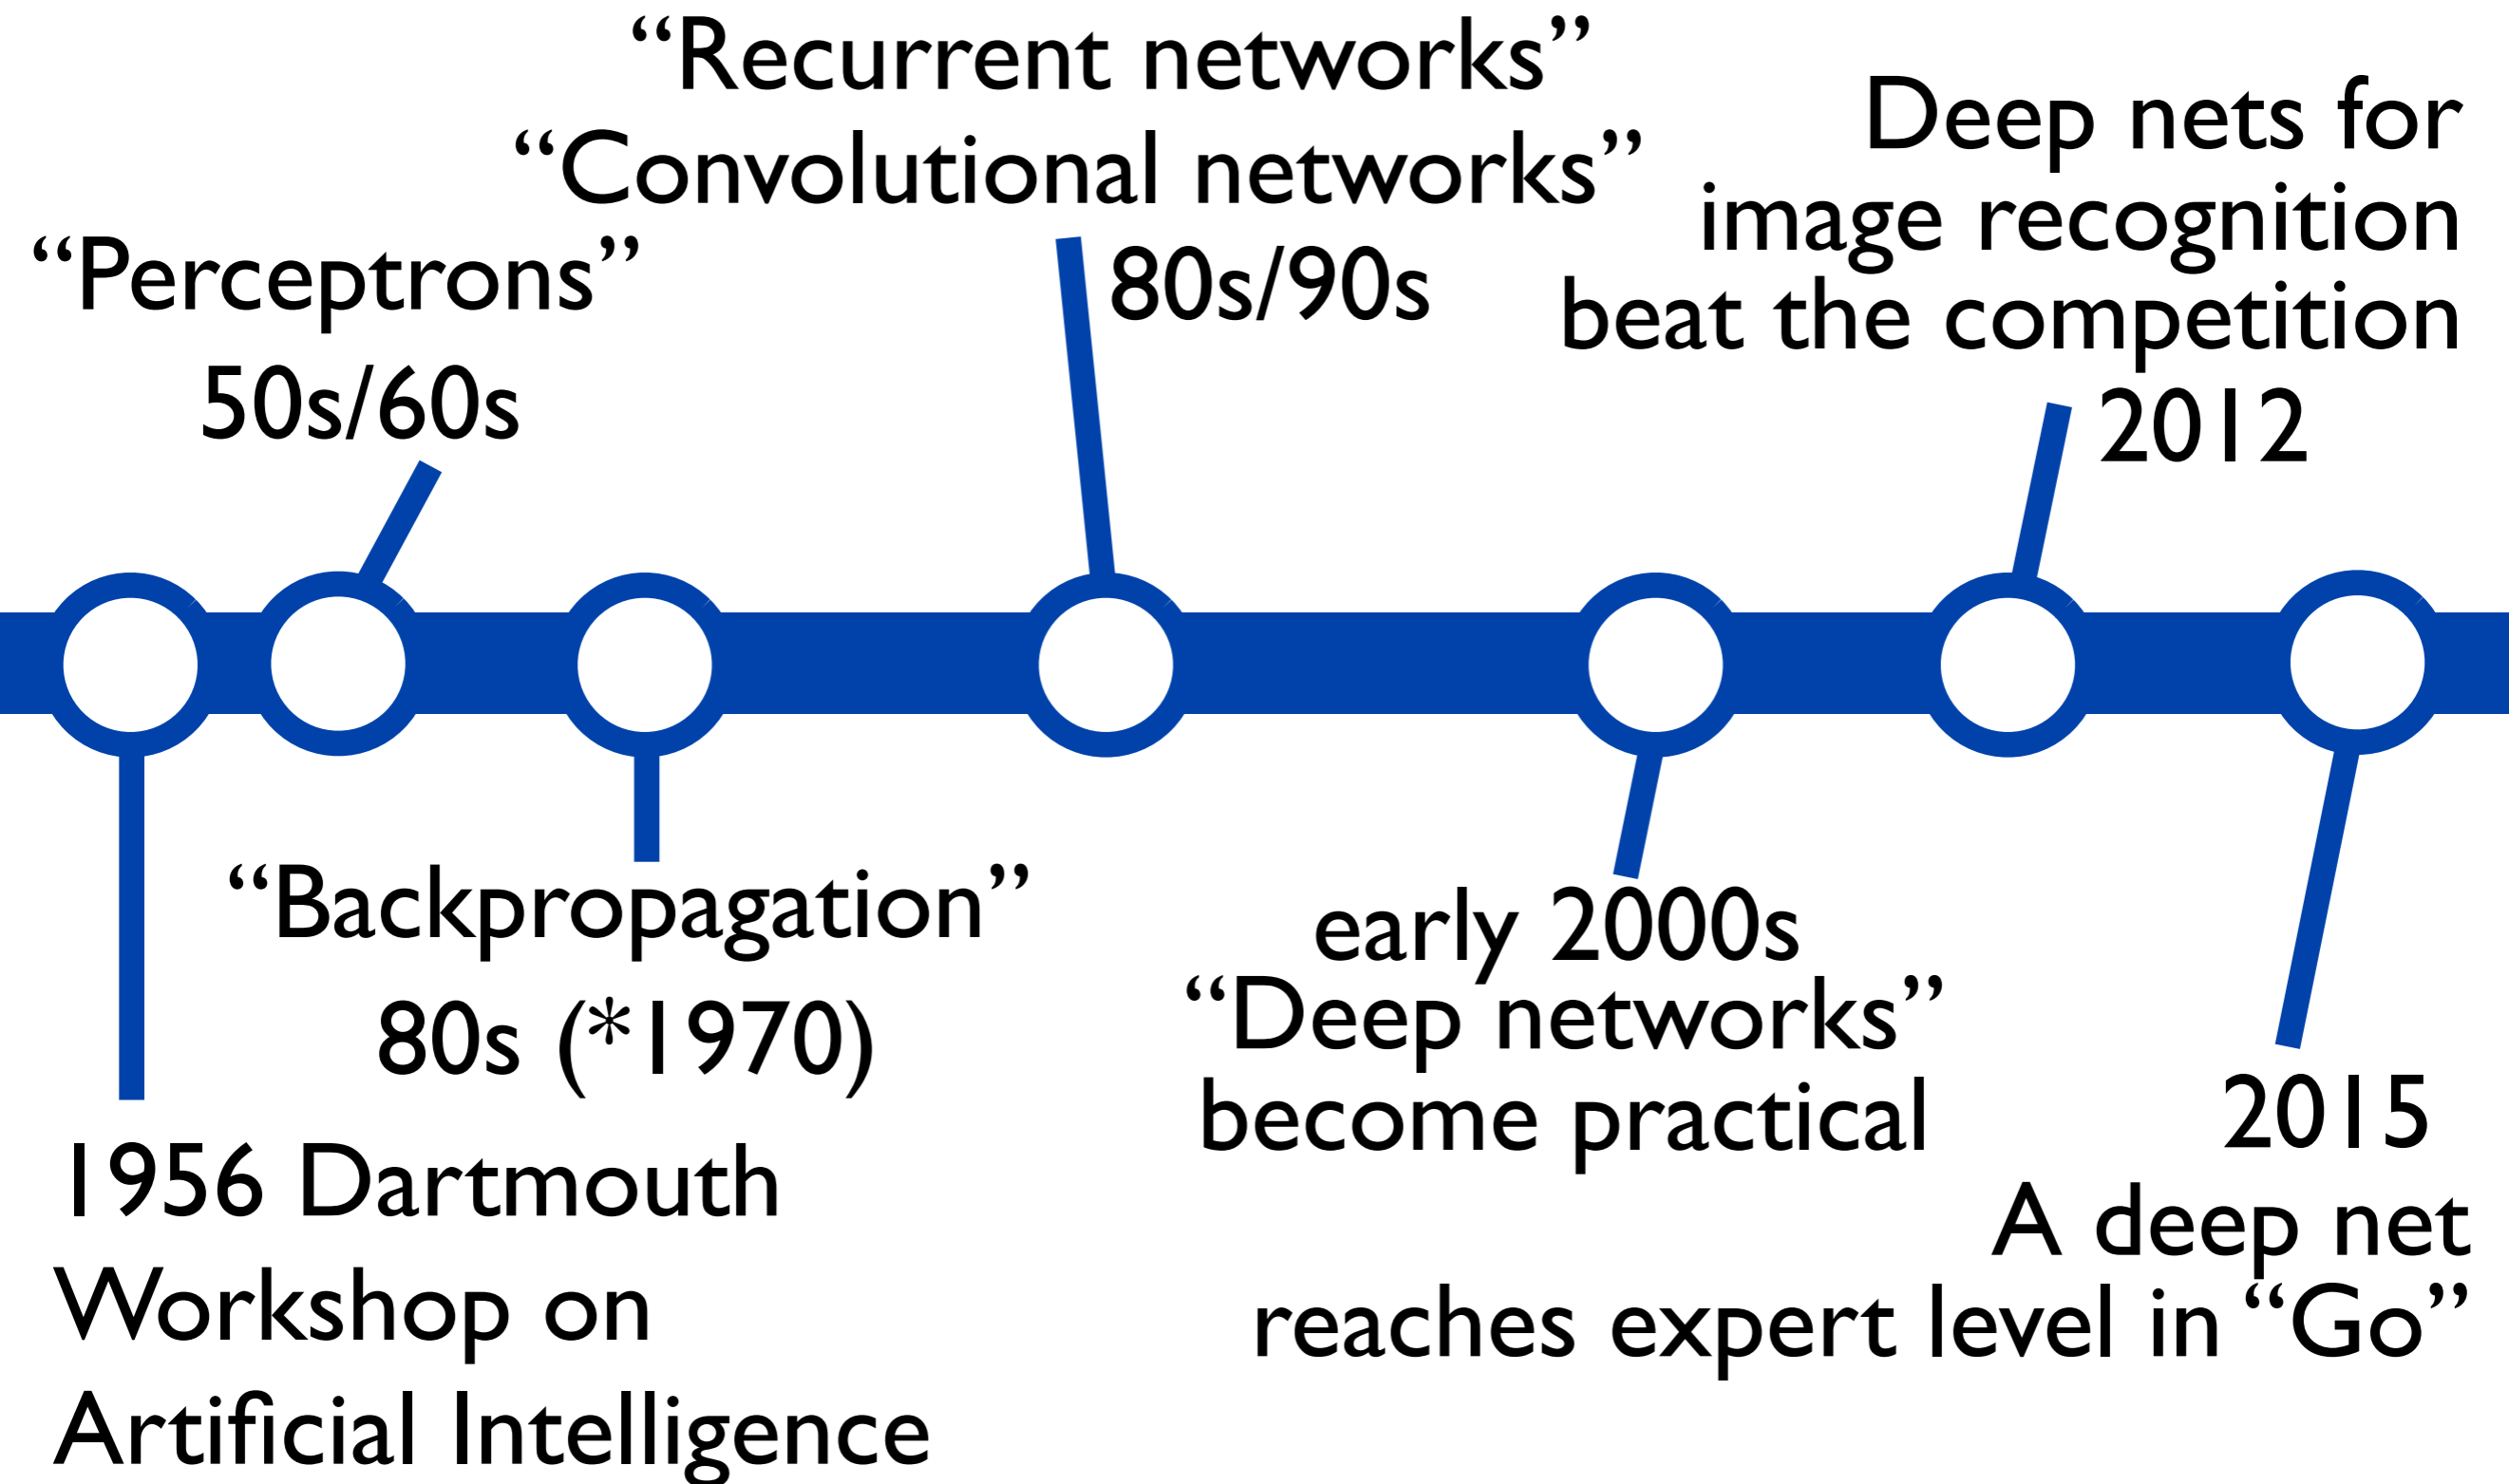 “Recurrent networks”
“Convolutional networks”
80s/90s
“Perceptrons”
50s/60s
Deep nets for
image recognition
beat the competition
2012
“Backpropagation”
80s (*1970)
1956 Dartmouth
Workshop on
Artificial Intelligence
early 2000s
“Deep networks”
become practical
2015
A deep net
reaches expert level in “Go”